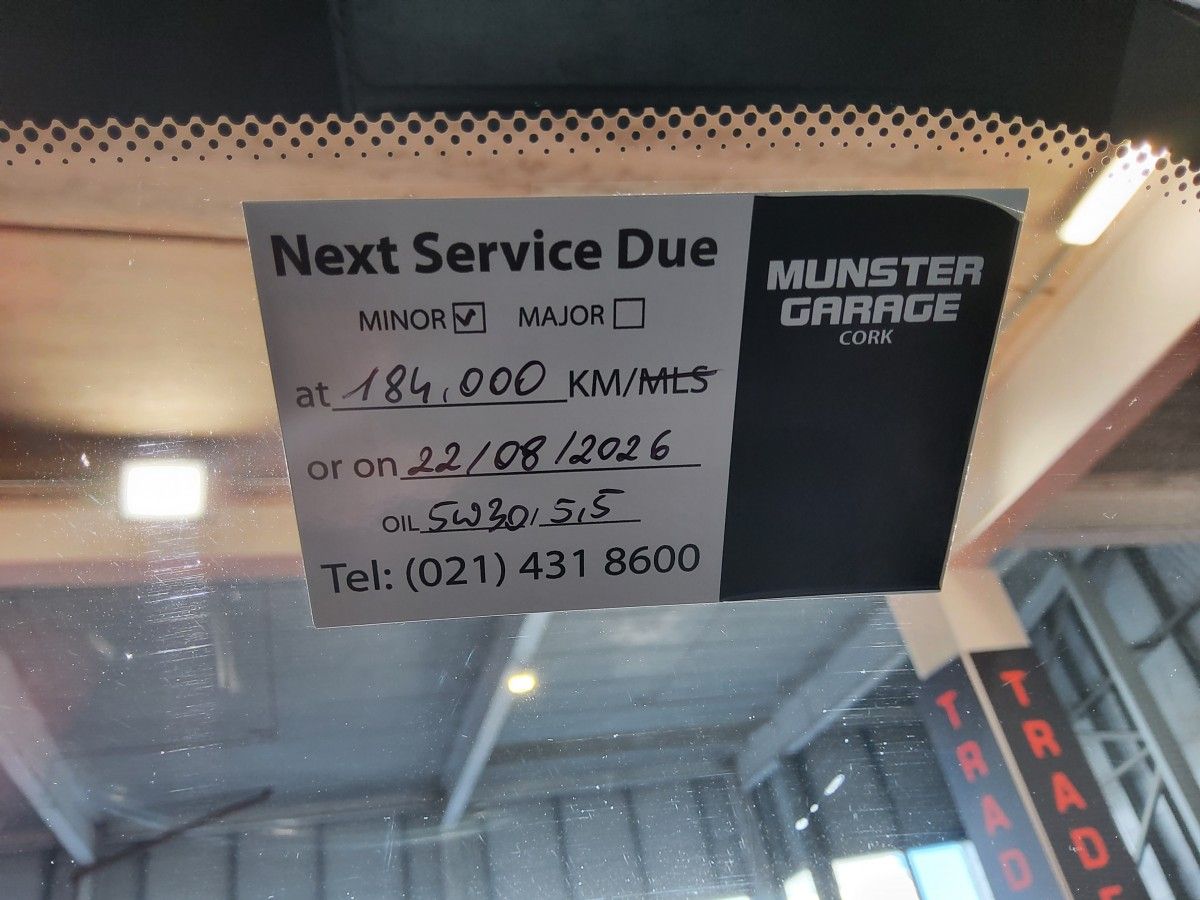 Next Service Due
MINOR ☑ MAJOR ☐
at 184,000 KM/MLS
or on 22/08/2026
OIL 5W30, 5,5
Tel: (021) 431 8600
MUNSTER
GARAGE
CORK
TRAD
TRADE